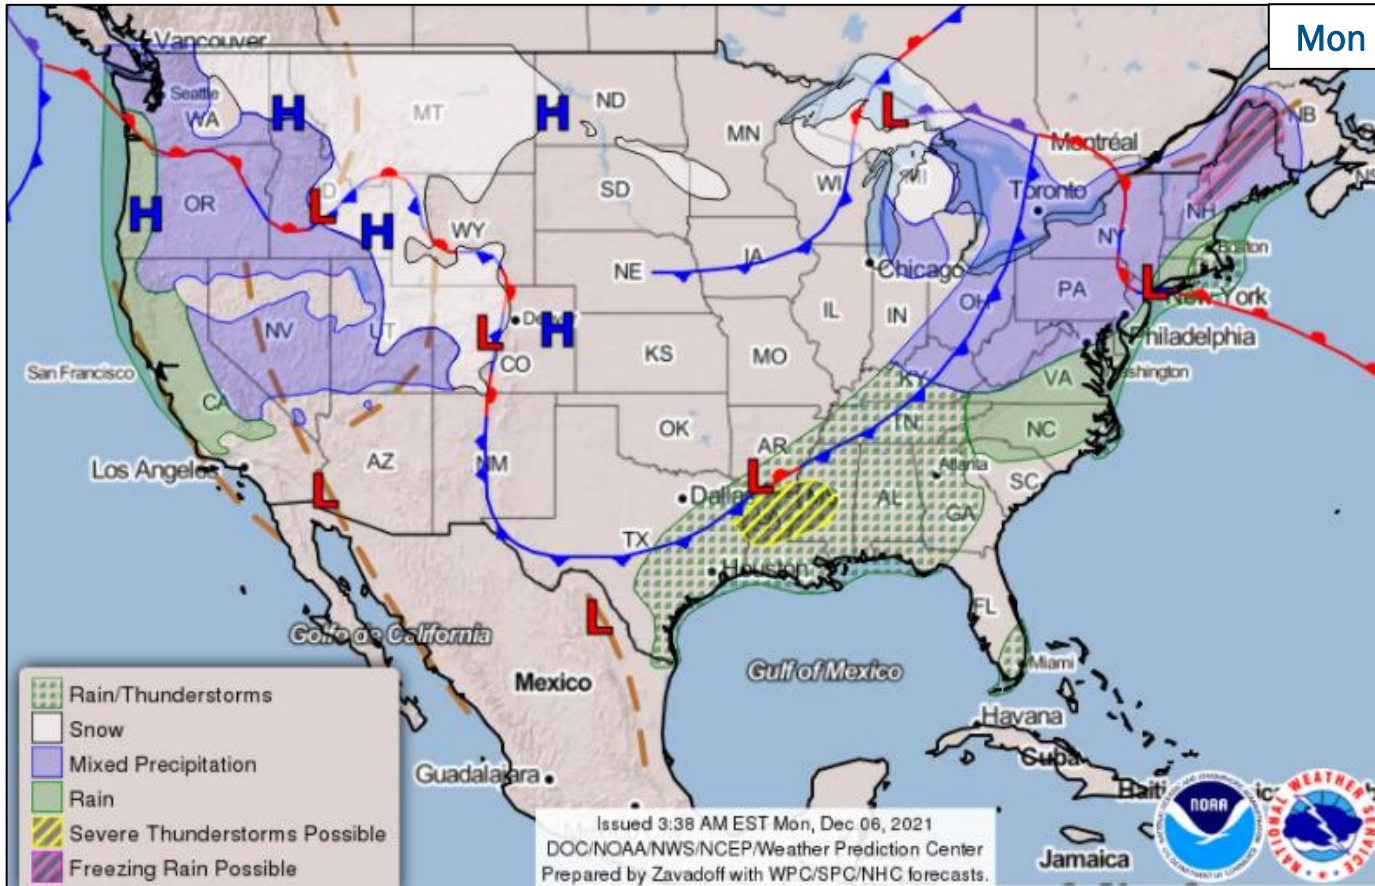 Mon
Vancouver
Seattle
WA
H
MT
H
ND
MN
L
Montréal
NB
OR
H
L
H
WY
SD
WI
MI
Toronto
NH
NY
Boston
NE
IA
Chicago
L
New York
NV
UT
L
Denver
CO
H
IL
IN
OH
PA
Philadelphia
San Francisco
CA
KS
MO
KY
VA
Washington
Los Angeles
AZ
NM
OK
AR
TN
NC
L
L
Dallas
AL
Atlanta
GA
SC
TX
Houston
L
FL
Golfo de California
Mexico
Gulf of Mexico
Miami
Havana
Cuba
Guadalajara
Jamaica
Rain/Thunderstorms
Snow
Mixed Precipitation
Rain
Severe Thunderstorms Possible
Freezing Rain Possible
Issued 3:38 AM EST Mon, Dec 06, 2021
DOC/NOAA/NWS/NCEP/Weather Prediction Center
Prepared by Zavadoff with WPC/SPC/NHC forecasts.
NOAA
NATIONAL WEATHER SERVICE